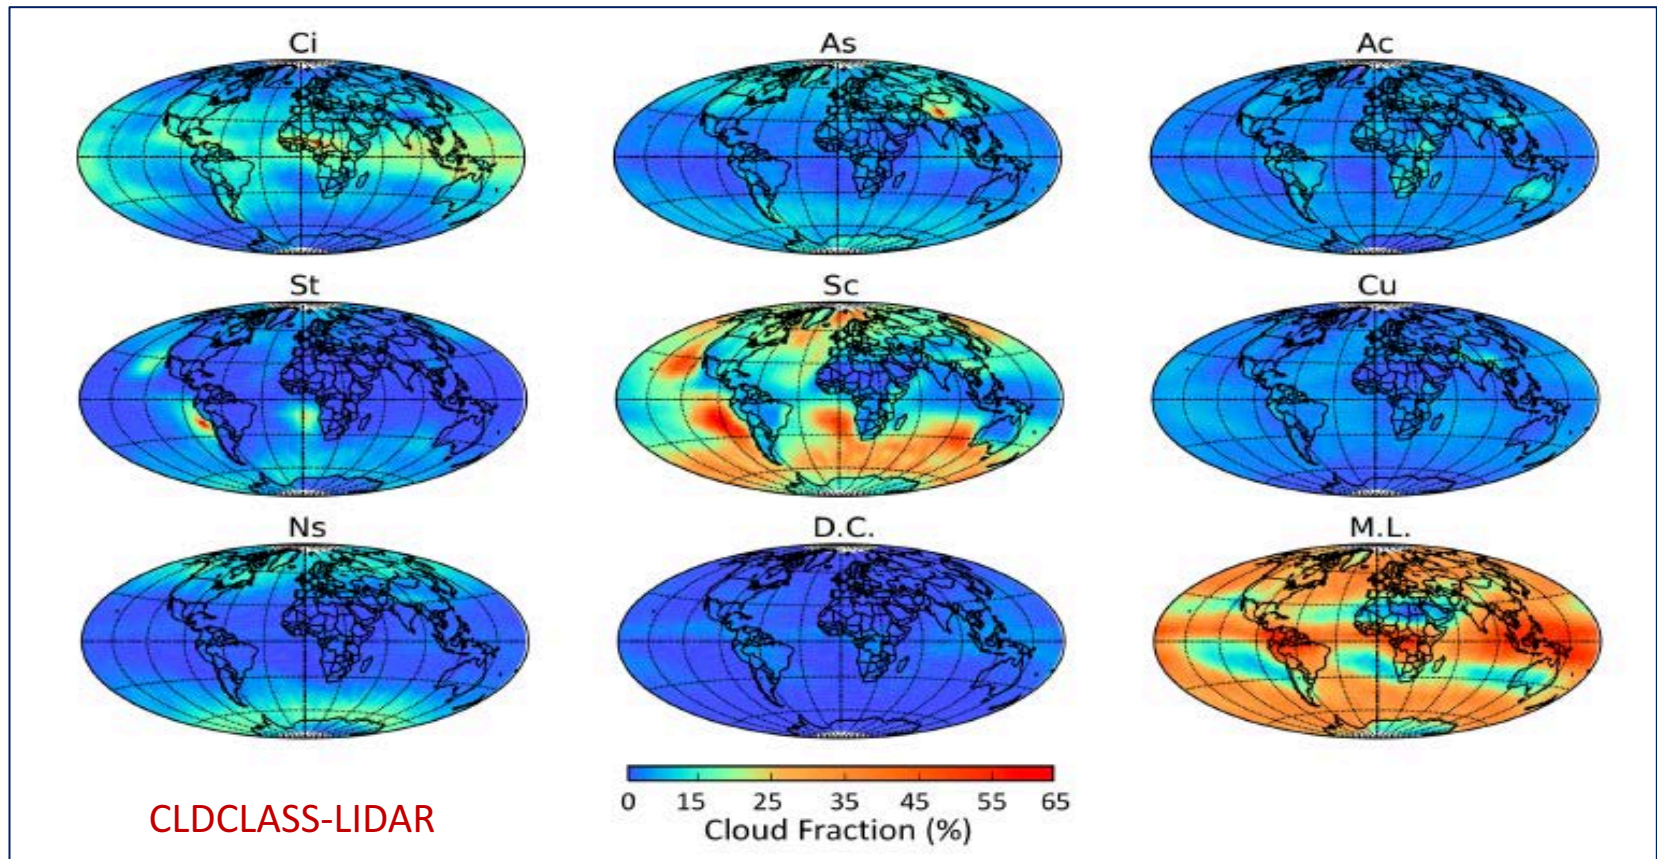 Ci As Ac
St Sc Cu
Ns D.C. M.L.
0 15 25 35 45 55 65
Cloud Fraction (%)
CLDCLASS-LIDAR